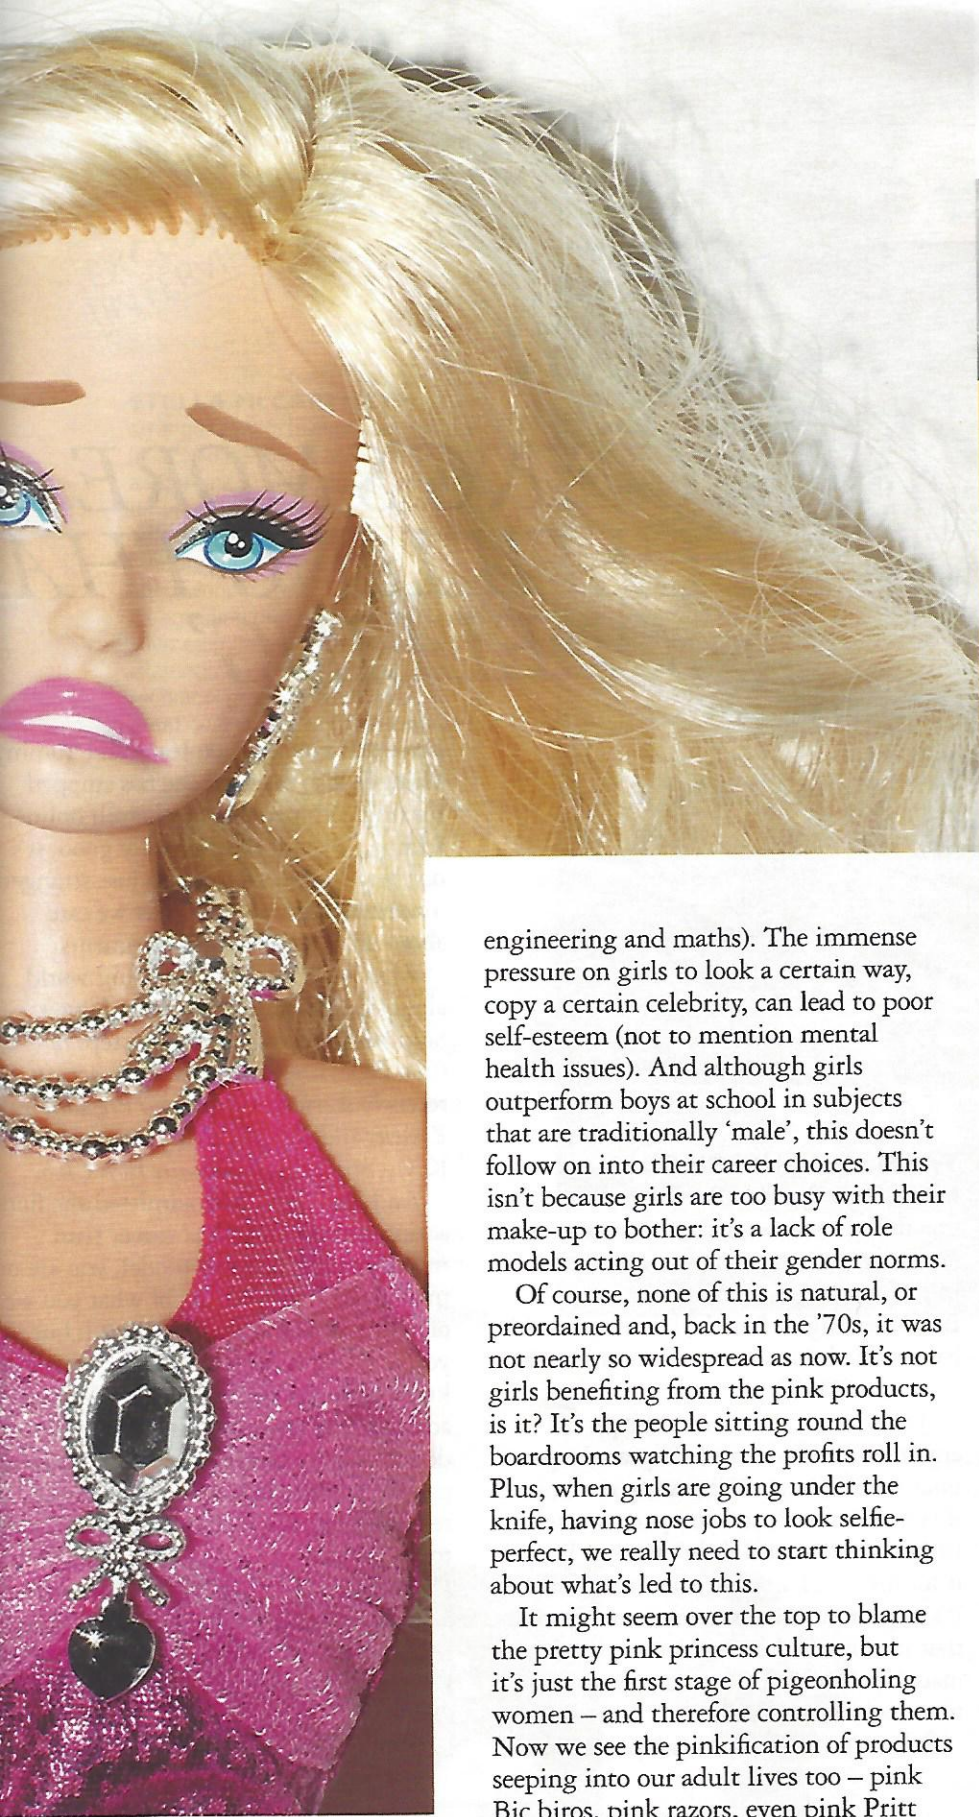 engineering and maths). The immense
pressure on girls to look a certain way,
copy a certain celebrity, can lead to poor
self-esteem (not to mention mental
health issues). And although girls
outperform boys at school in subjects
that are traditionally ‘male’, this doesn’t
follow on into their career choices. This
isn’t because girls are too busy with their
make-up to bother: it’s a lack of role
models acting out of their gender norms.
Of course, none of this is natural, or
preordained and, back in the ’70s, it was
not nearly so widespread as now. It’s not
girls benefiting from the pink products,
is it? It’s the people sitting round the
boardrooms watching the profits roll in.
Plus, when girls are going under the
knife, having nose jobs to look selfie-
perfect, we really need to start thinking
about what’s led to this.
It might seem over the top to blame
the pretty pink princess culture, but
it’s just the first stage of pigeonholing
women – and therefore controlling them.
Now we see the pinkification of products
seeping into our adult lives too – pink
Bic biros, pink razors, even pink Pritt